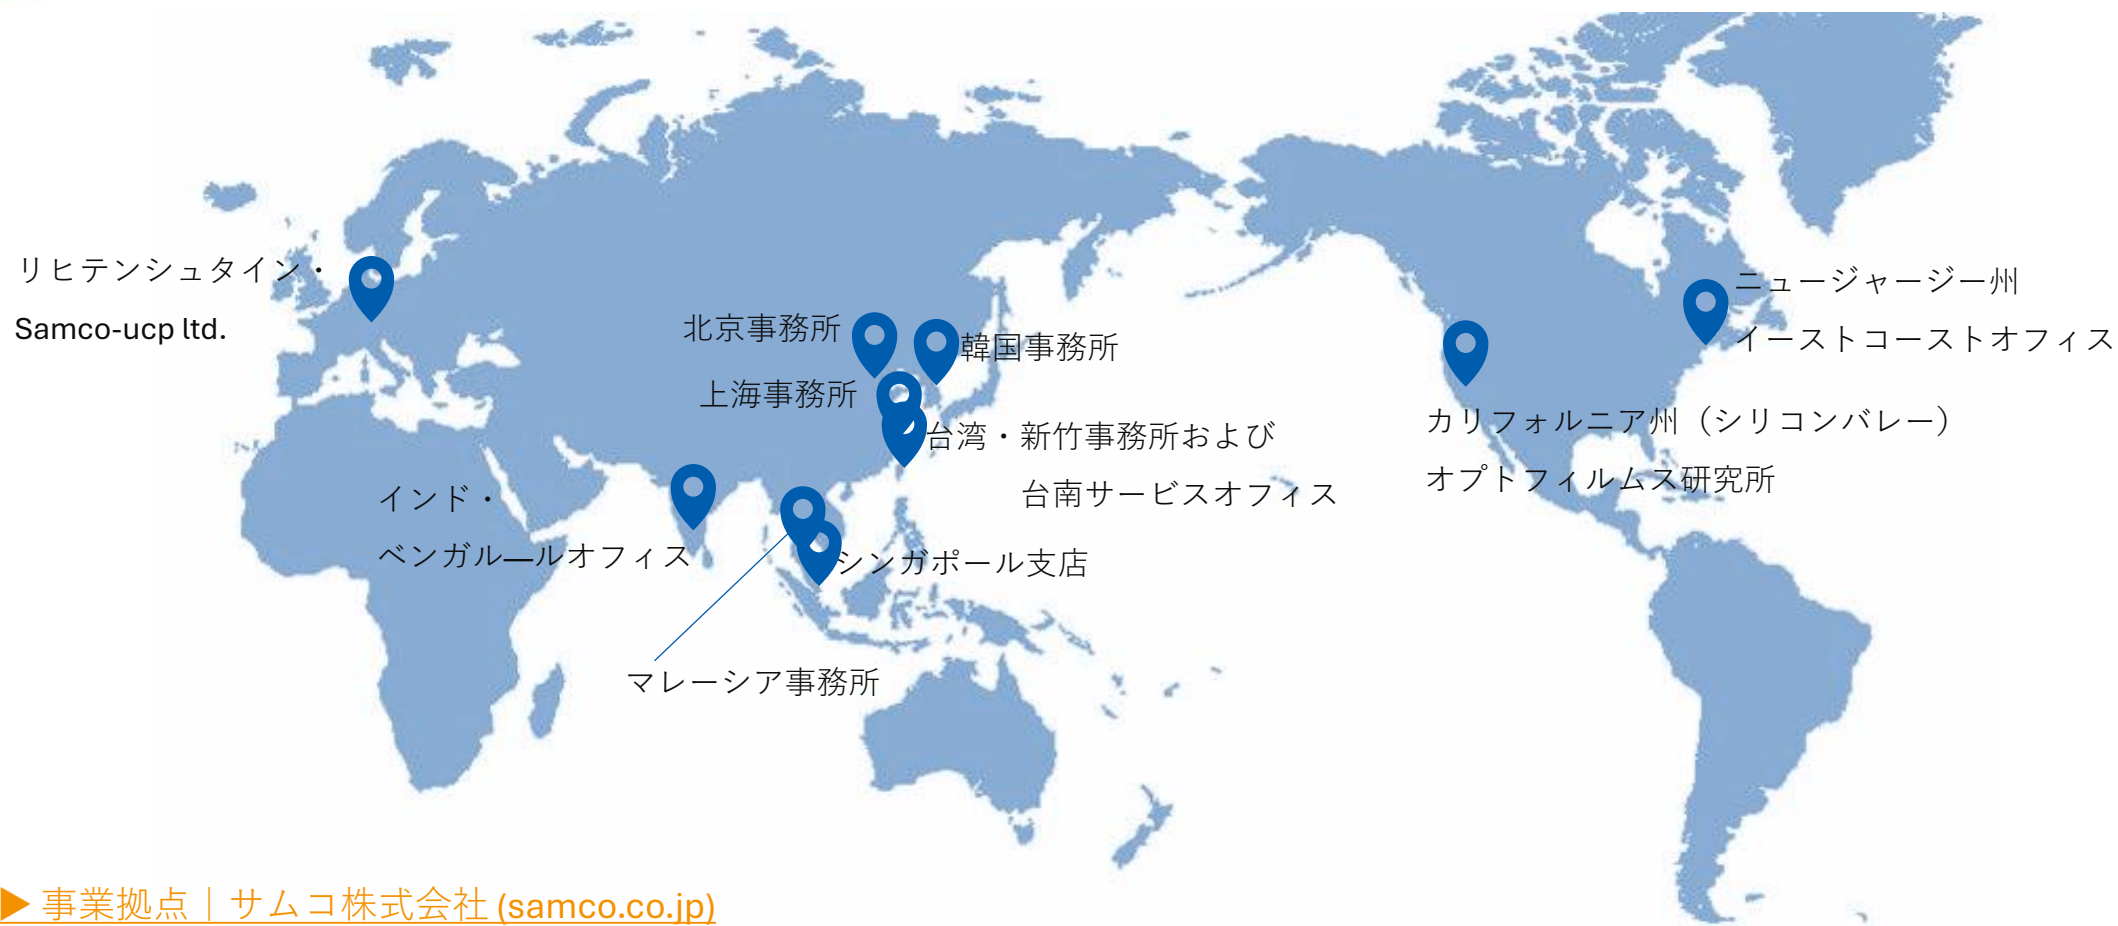 リヒテンシュタイン・
Samco-ucp ltd.
北京事務所
韓国事務所
上海事務所
台湾・新竹事務所および
台南サービスオフィス
インド・
ベンガル―ルオフィス
シンガポール支店
マレーシア事務所
ニュージャージー州
イーストコーストオフィス
カリフォルニア州（シリコンバレー）
オプトフィルムス研究所
▶ 事業拠点｜サムコ株式会社 (samco.co.jp)